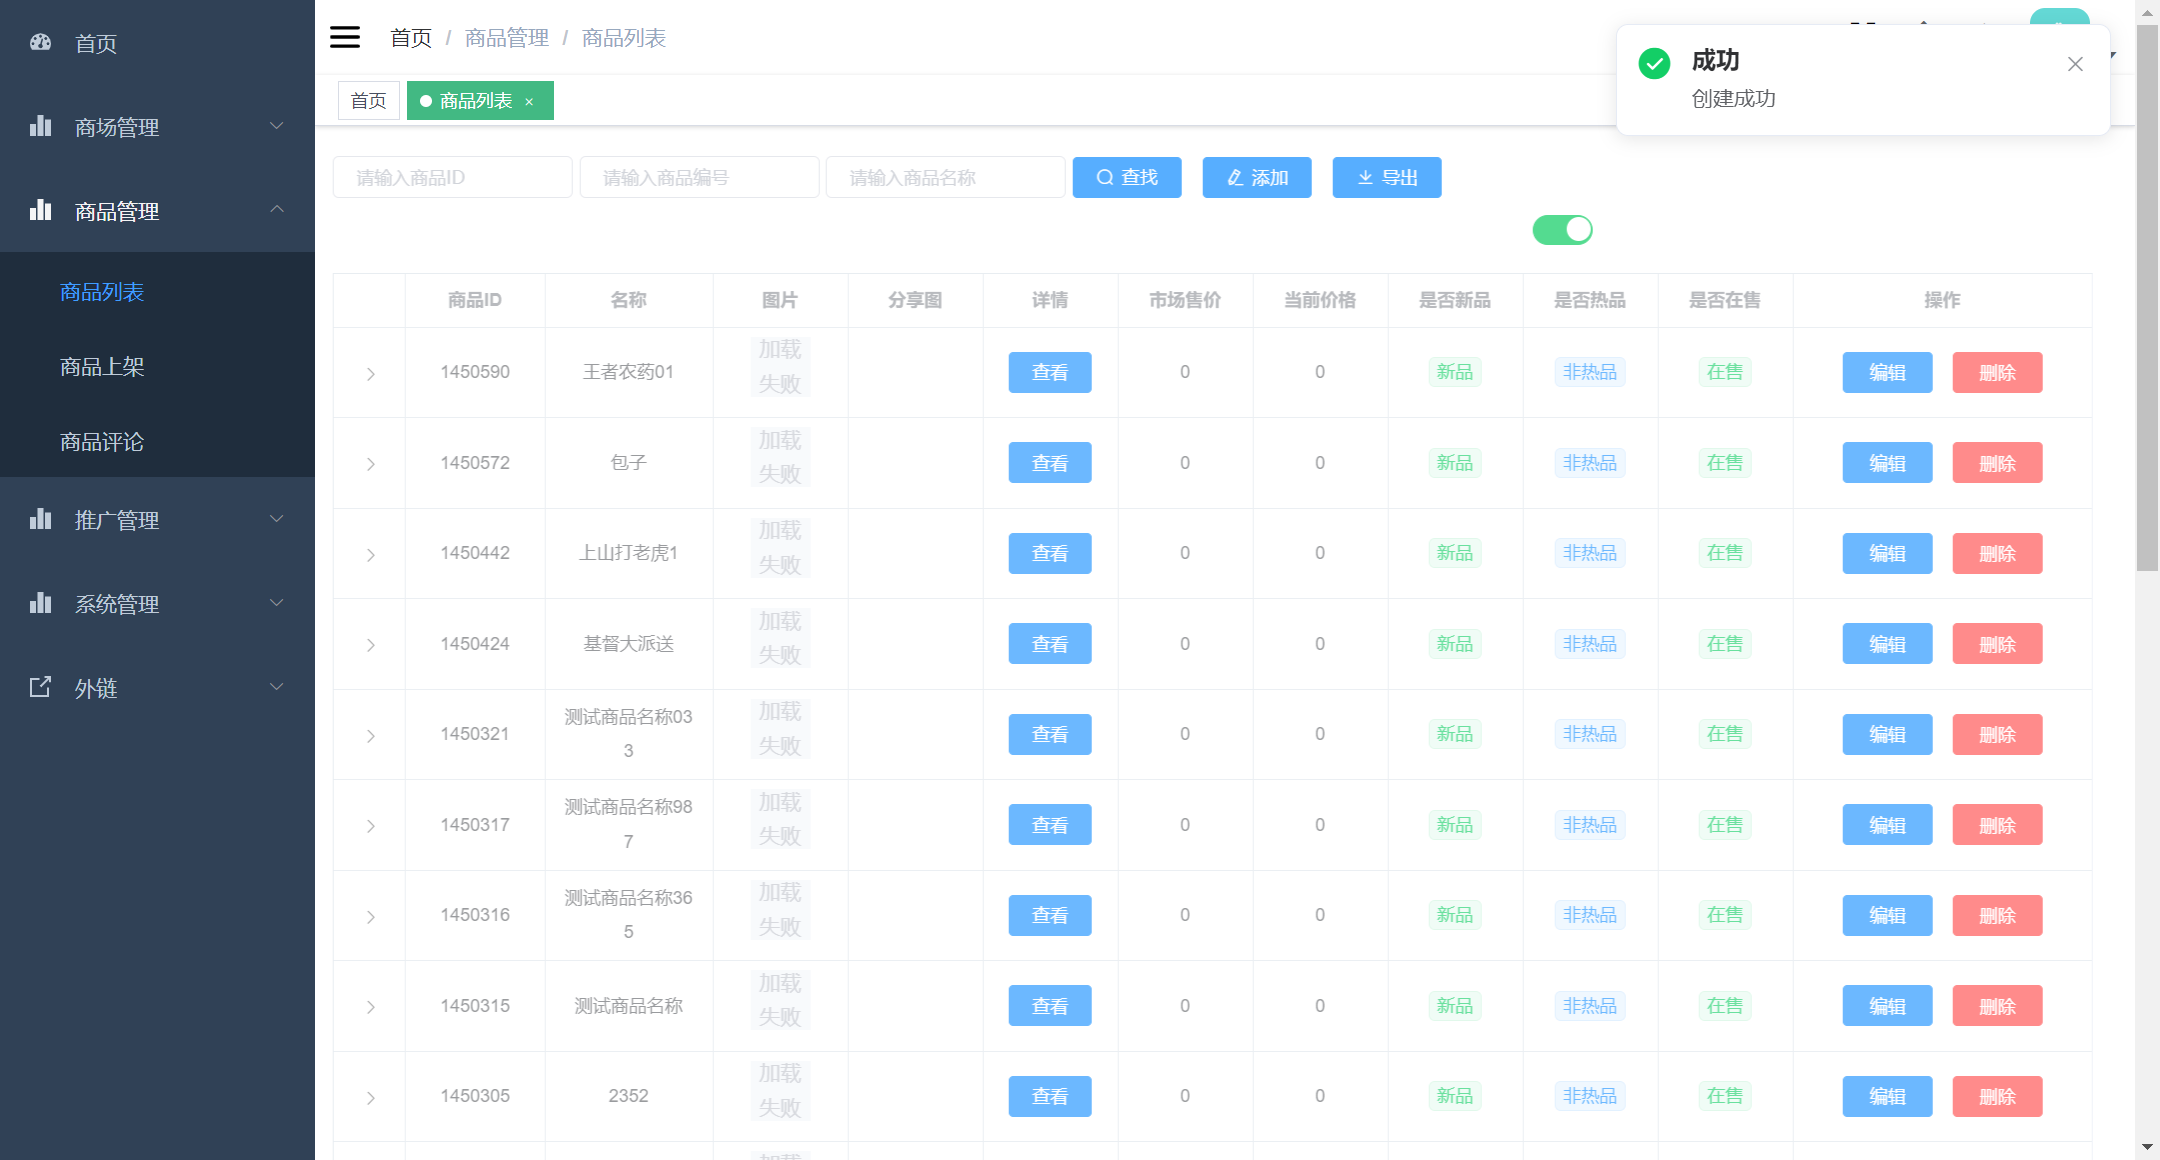 首页
商场管理
商品管理
商品列表
商品上架
商品评论
推广管理
系统管理
外链
首页 / 商品管理 / 商品列表
首页
商品列表 ×
成功
创建成功
请输入商品ID 请输入商品编号 请输入商品名称 查找 添加 导出
商品ID 名称 图片 分享图 详情 市场售价 当前价格 是否新品 是否热品 是否在售 操作
1450590 王者农药01 加载失败 查看 0 0 新品 非热品 在售 编辑 删除
1450572 包子 加载失败 查看 0 0 新品 非热品 在售 编辑 删除
1450442 上山打老虎1 加载失败 查看 0 0 新品 非热品 在售 编辑 删除
1450424 基督大派送 加载失败 查看 0 0 新品 非热品 在售 编辑 删除
1450321 测试商品名称033 加载失败 查看 0 0 新品 非热品 在售 编辑 删除
1450317 测试商品名称987 加载失败 查看 0 0 新品 非热品 在售 编辑 删除
1450316 测试商品名称365 加载失败 查看 0 0 新品 非热品 在售 编辑 删除
1450315 测试商品名称 加载失败 查看 0 0 新品 非热品 在售 编辑 删除
1450305 2352 加载失败 查看 0 0 新品 非热品 在售 编辑 删除